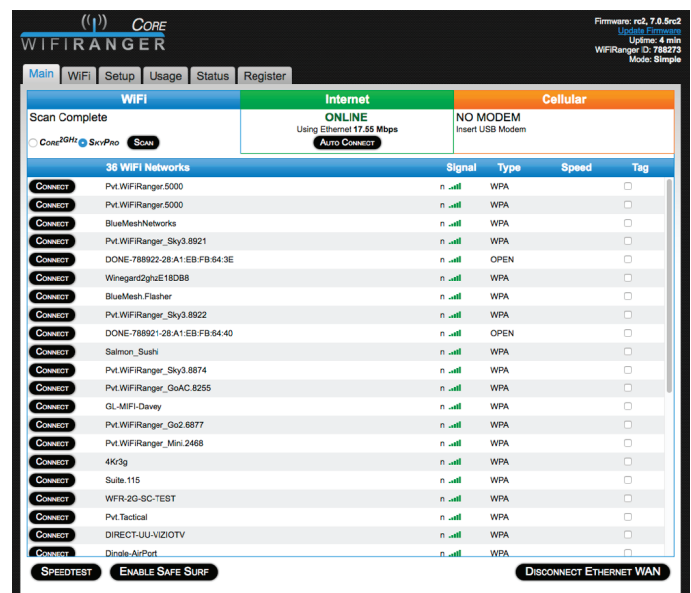 ((ı)) CORE
WIFIRANGER
Firmware: rc2, 7.0.5rc2
Update Firmware
Uptime: 4 min
WiFiRanger ID: 788273
Mode: Simple
Main WiFi Setup Usage Status Register
WiFi Internet Cellular
Scan Complete ONLINE NO MODEM
Using Ethernet 17.55 Mbps Insert USB Modem
CORE 2GHz SKYPRO SCAN AUTO CONNECT
36 WiFi Networks Signal Type Speed Tag
CONNECT Pvt.WiFiRanger.5000 n WPA
CONNECT Pvt.WiFiRanger.5000 n WPA
CONNECT BlueMeshNetworks n WPA
CONNECT Pvt.WiFiRanger_Sky3.8921 n WPA
CONNECT DONE-788922-28:A1:EB:FB:64:3E n OPEN
CONNECT Winegard2ghzE18DB8 n WPA
CONNECT BlueMesh.Flasher n WPA
CONNECT Pvt.WiFiRanger_Sky3.8922 n WPA
CONNECT DONE-788921-28:A1:EB:FB:64:40 n OPEN
CONNECT Salmon_Sushi n WPA
CONNECT Pvt.WiFiRanger_Sky3.8874 n WPA
CONNECT Pvt.WiFiRanger_GoAC.8255 n WPA
CONNECT GL-MIFI-Davey n WPA
CONNECT Pvt.WiFiRanger_Go2.6877 n WPA
CONNECT Pvt.WiFiRanger_Mini.2468 n WPA
CONNECT 4Kr3g n WPA
CONNECT Suite.115 n WPA
CONNECT WFR-2G-SC-TEST n WPA
CONNECT Pvt.Tactical n WPA
CONNECT DIRECT-UU-VIZIOTV n WPA
CONNECT Dingle-AirPort n WPA
SPEEDTEST ENABLE SAFE SURF DISCONNECT ETHERNET WAN